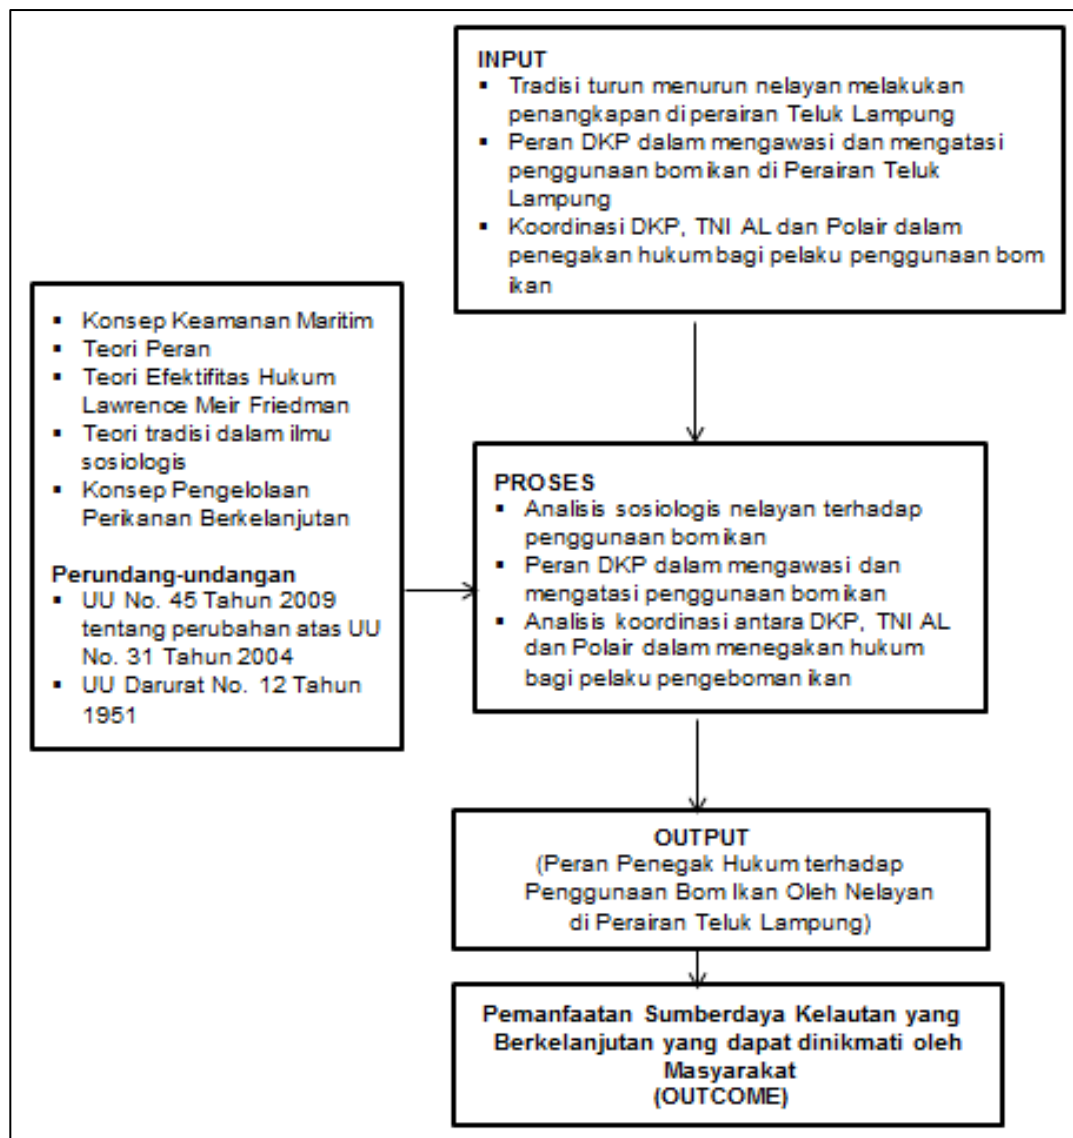 INPUT
▪ Tradisi turun menurun nelayan melakukan
penangkapan di perairan Teluk Lampung
▪ Peran DKP dalam mengawasi dan mengatasi
penggunaan bom ikan di Perairan Teluk
Lampung
▪ Koordinasi DKP, TNI AL dan Polair dalam
penegakan hukum bagi pelaku penggunaan bom
ikan
▪ Konsep Keamanan Maritim
▪ Teori Peran
▪ Teori Efektifitas Hukum
Lawrence Meir Friedman
▪ Teori tradisi dalam ilmu
sosiologis
▪ Konsep Pengelolaan
Perikanan Berkelanjutan
Perundang-undangan
▪ UU No. 45 Tahun 2009
tentang perubahan atas UU
No. 31 Tahun 2004
▪ UU Darurat No. 12 Tahun
1951
PROSES
▪ Analisis sosiologis nelayan terhadap
penggunaan bom ikan
▪ Peran DKP dalam mengawasi dan
mengatasi penggunaan bom ikan
▪ Analisis koordinasi antara DKP, TNI AL
dan Polair dalam menegakan hukum
bagi pelaku pengeboman ikan
OUTPUT
(Peran Penegak Hukum terhadap
Penggunaan Bom Ikan Oleh Nelayan
di Perairan Teluk Lampung)
Pemanfaatan Sumberdaya Kelautan yang
Berkelanjutan yang dapat dinikmati oleh
Masyarakat
(OUTCOME)